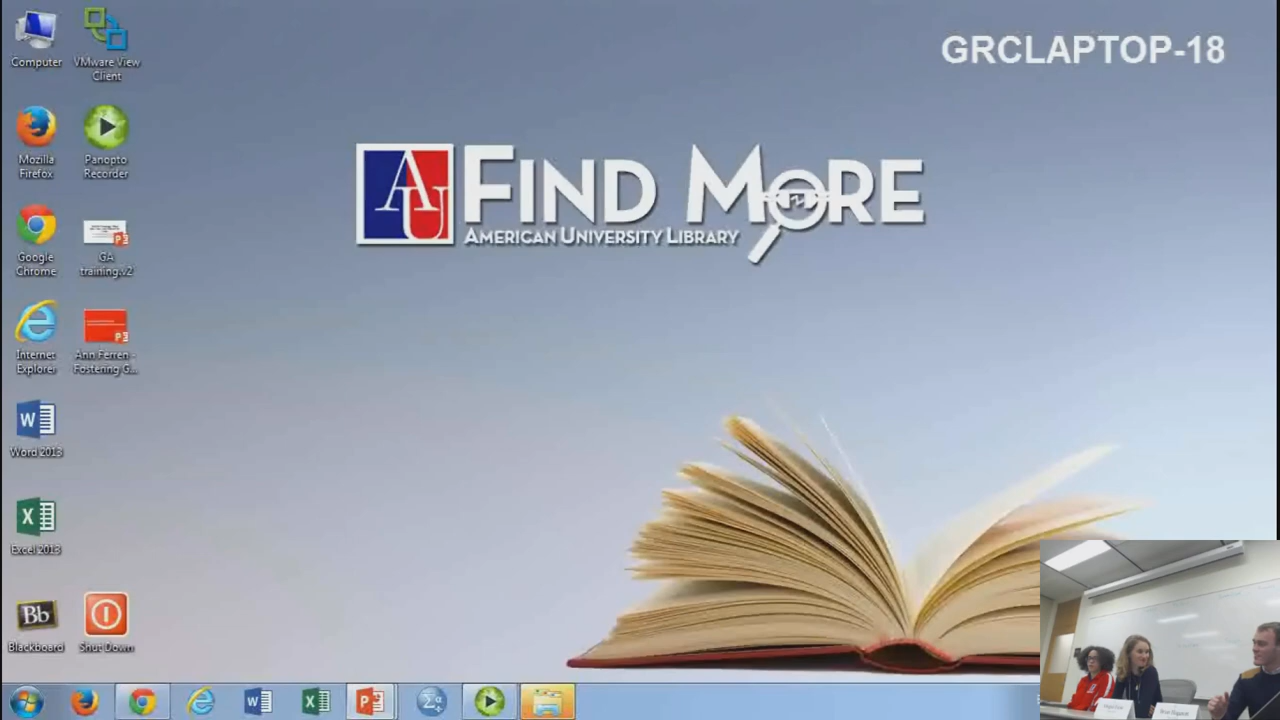 GRCLAPTOP-18
AU
FIND MORE
AMERICAN UNIVERSITY LIBRARY
Computer
VMware View
Client
Mozilla
Firefox
Panopto
Recorder
Google
Chrome
GA
training.v2
Internet
Explorer
Ann Ferren -
Fostering G...
Word 2013
Excel 2013
Bb
Blackboard
Shut Down